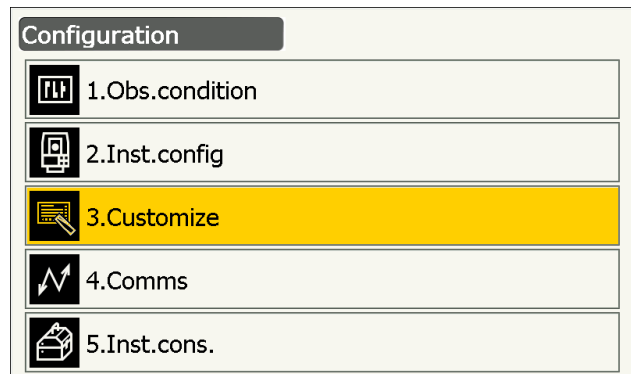 Configuration
1.Obs.condition
2.Inst.config
3.Customize
4.Comms
5.Inst.cons.